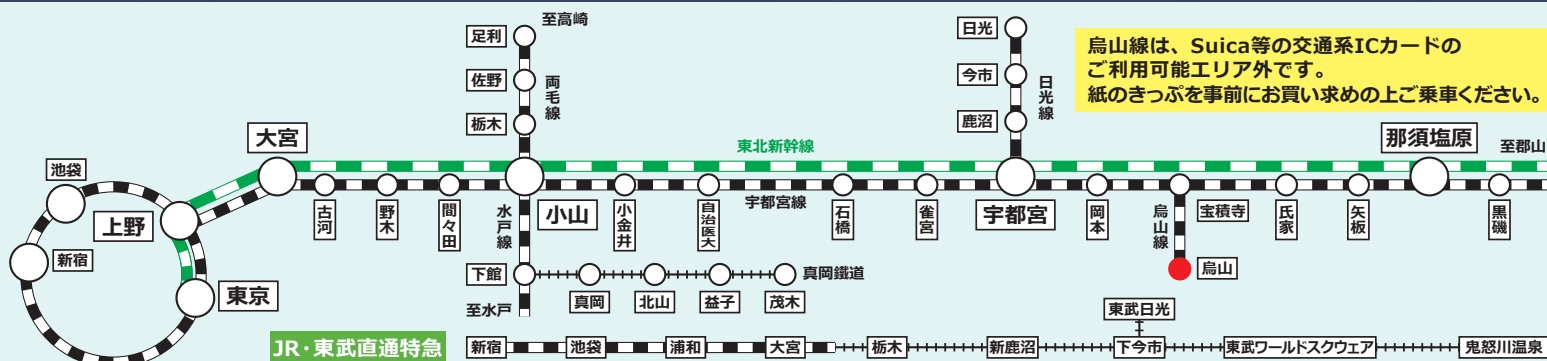 至高崎
足利
佐野
両毛線
栃木
日光
今市
日光線
鹿沼
烏山線は、Suica等の交通系ICカードの
ご利用可能エリア外です。
紙のきっぷを事前にお買い求めの上ご乗車ください。
大宮
東北新幹線
那須塩原
至郡山
池袋
上野
新宿
東京
古河
野木
間々田
水戸線
小山
小金井
自治医大
宇都宮線
石橋
雀宮
宇都宮
岡本
烏山線
宝積寺
氏家
矢板
黒磯
烏山
下館
真岡鐵道
真岡
北山
益子
茂木
至水戸
東武日光
JR・東武直通特急
新宿
池袋
浦和
大宮
栃木
新鹿沼
下今市
東武ワールドスクウェア
鬼怒川温泉